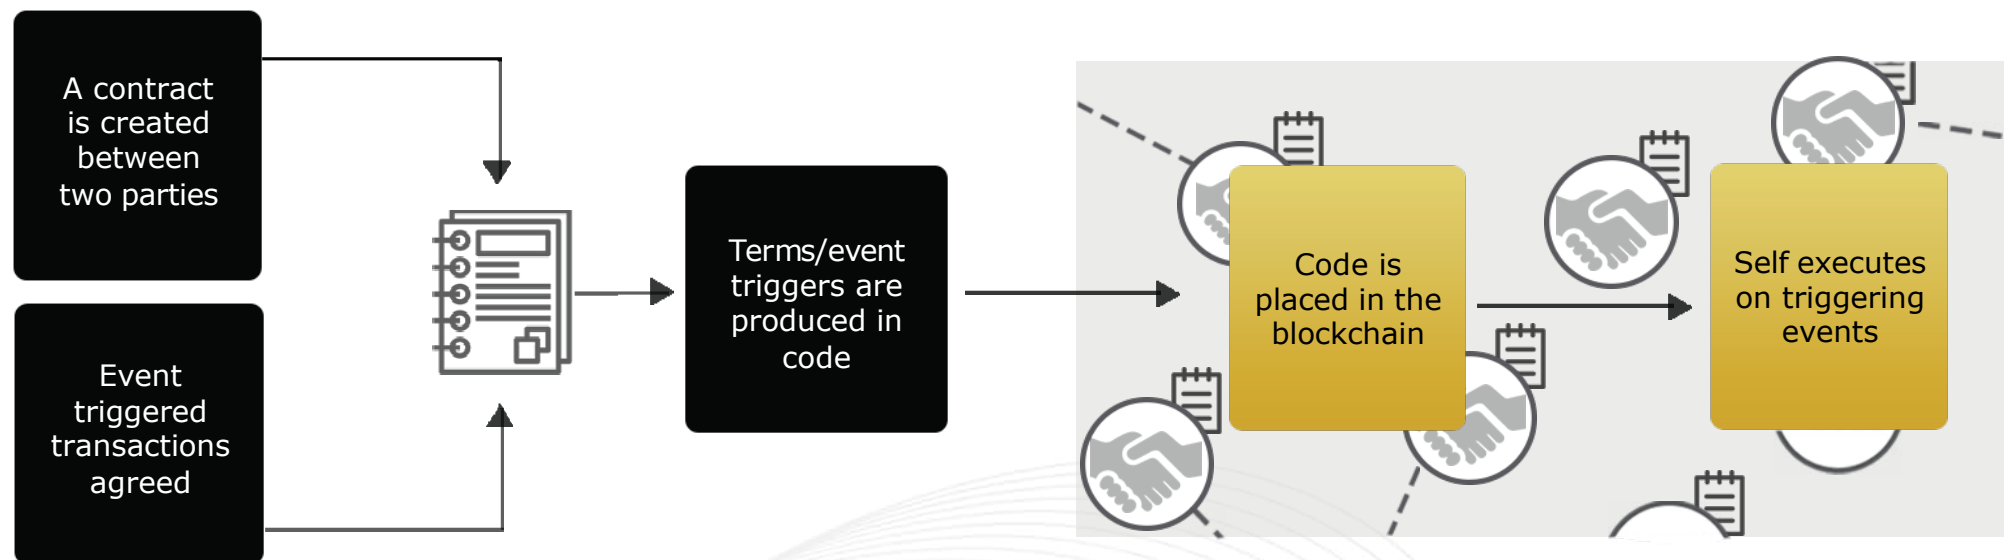 A contract
is created
between
two parties
Event
triggered
transactions
agreed
Terms/event
triggers are
produced in
code
Code is
placed in the
blockchain
Self executes
on triggering
events